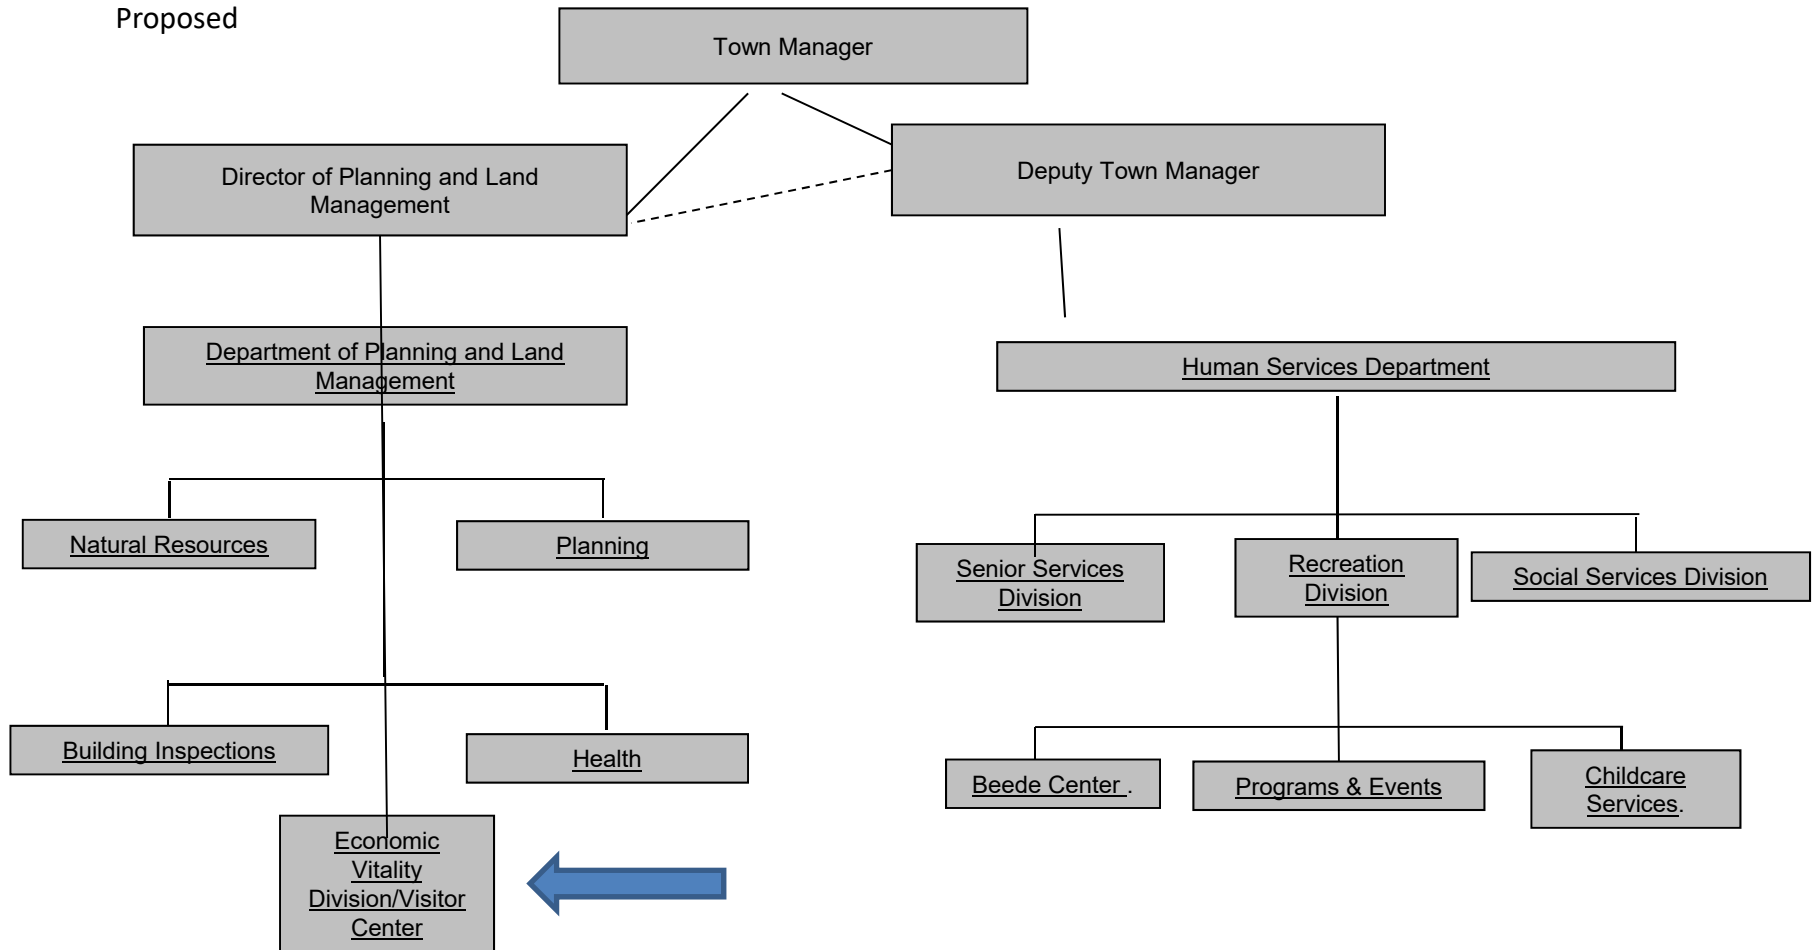 Proposed
Town Manager
Director of Planning and Land
Management
Deputy Town Manager
Department of Planning and Land
Management
Human Services Department
Natural Resources
Planning
Senior Services
Division
Recreation
Division
Social Services Division
Building Inspections
Health
Beede Center .
Programs & Events
Childcare
Services.
Economic
Vitality
Division/Visitor
Center